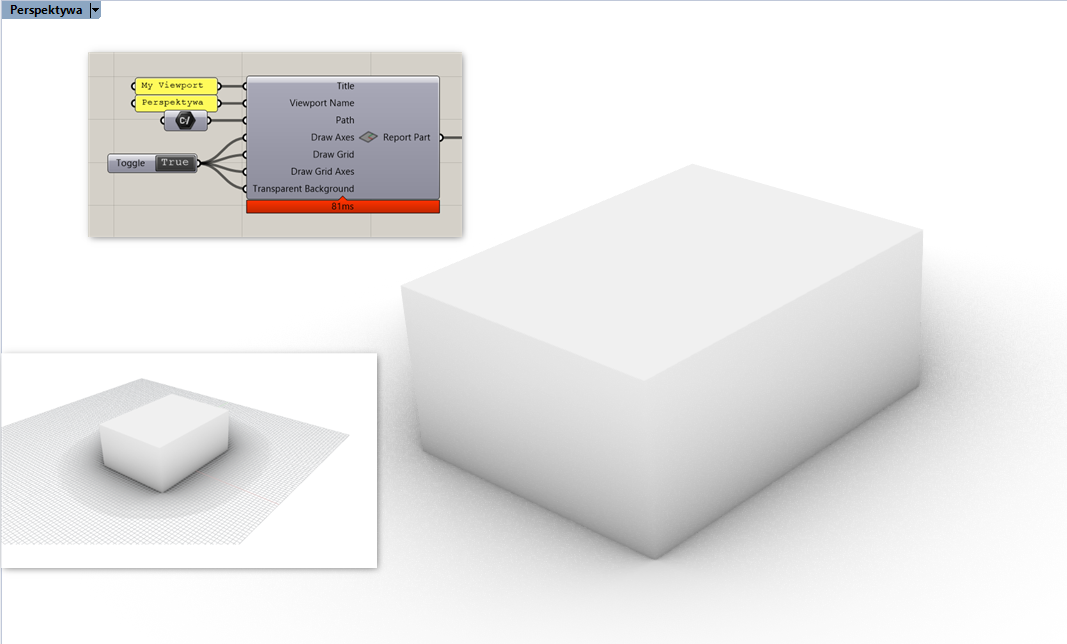 Perspektywa
My Viewport
Perspektywa
C/
Toggle True
Title
Viewport Name
Path
Draw Axes
Draw Grid
Draw Grid Axes
Transparent Background
Report Part
81ms